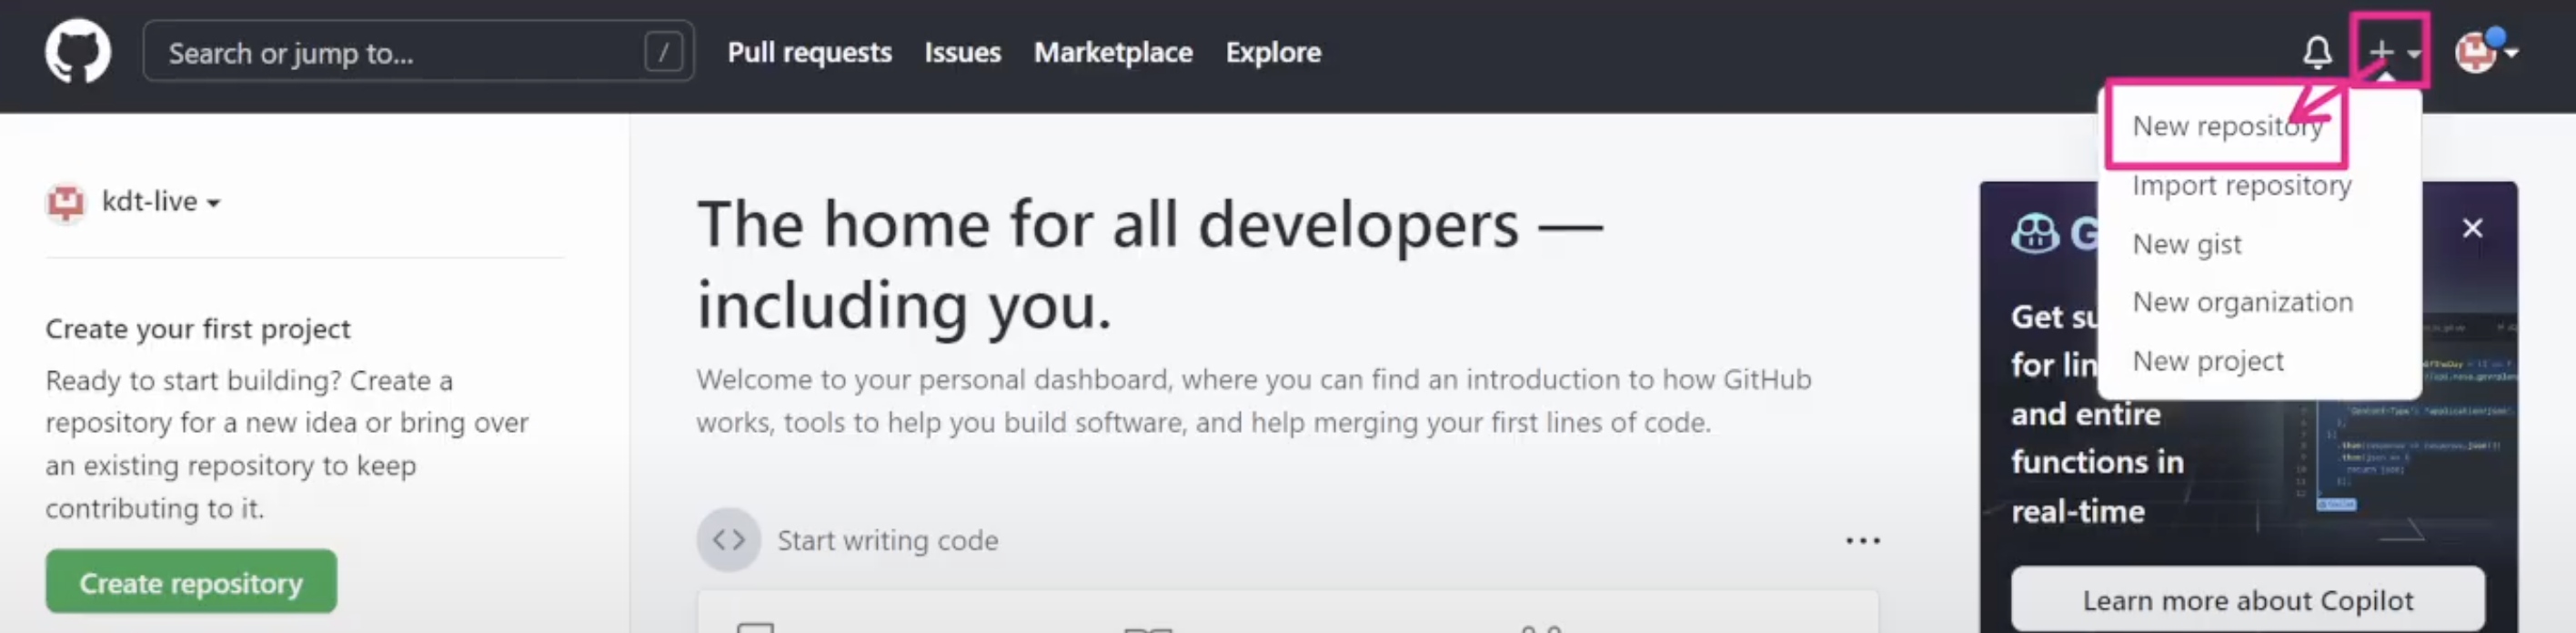 Search or jump to... /
Pull requests Issues Marketplace Explore
New repository
Import repository
New gist
New organization
New project
kdt-live
Create your first project
Ready to start building? Create a
repository for a new idea or bring over
an existing repository to keep
contributing to it.
Create repository
The home for all developers —
including you.
Welcome to your personal dashboard, where you can find an introduction to how GitHub
works, tools to help you build software, and help merging your first lines of code.
Start writing code
G
Get su
for lin
and entire
functions in
real-time
Learn more about Copilot